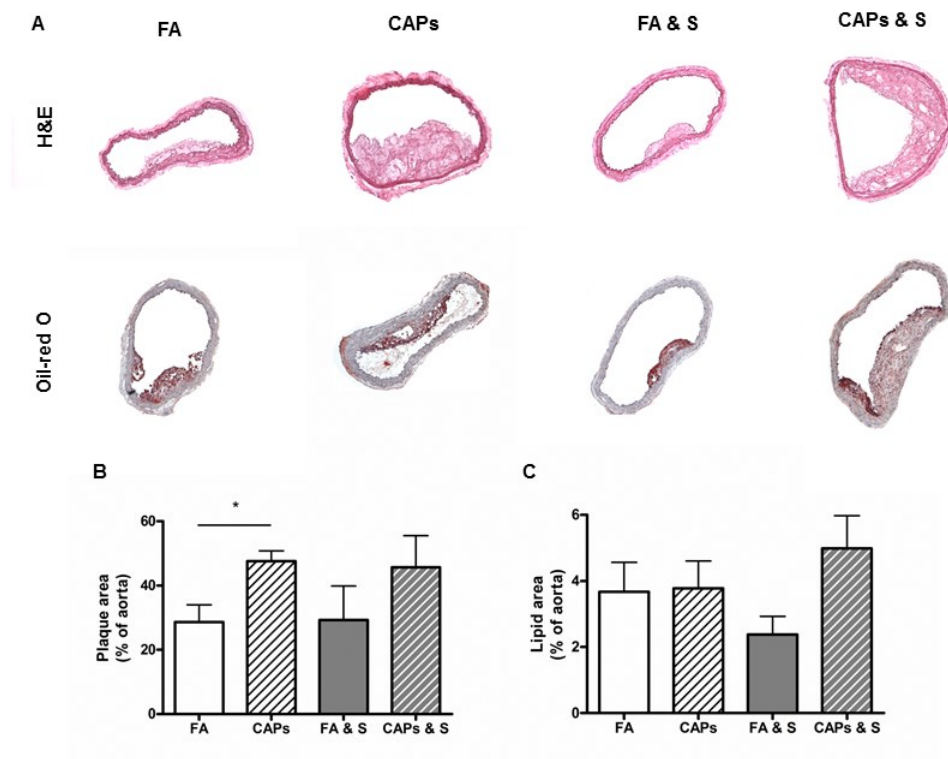 A
FA
CAPs
FA & S
CAPs & S
H&E
Oil-red O
B
Plaque area
(% of aorta)
60
40
20
0
*
FA
CAPs
FA & S
CAPs & S
C
Lipid area
(% of aorta)
6
4
2
0
FA
CAPs
FA & S
CAPs & S